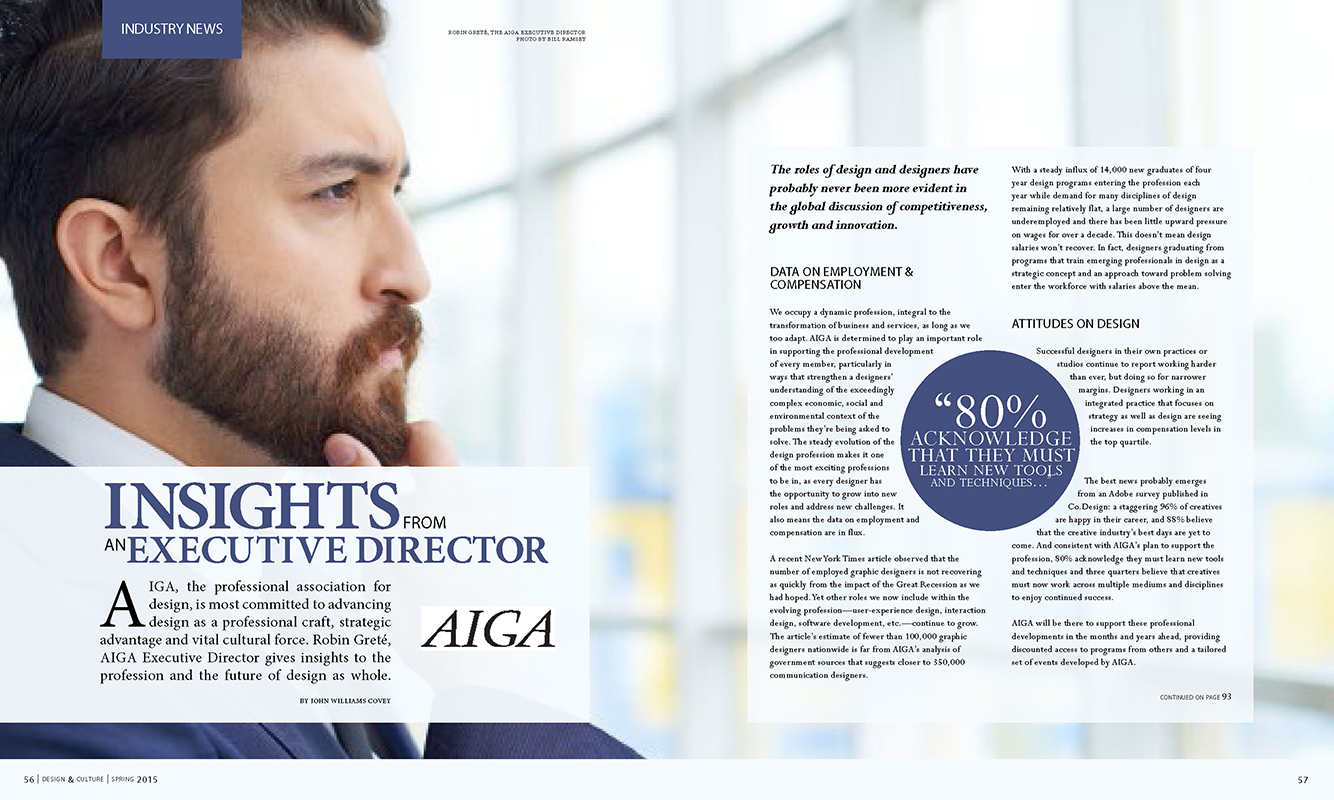 INDUSTRY NEWS
ROBIN GRETÉ, THE AIGA EXECUTIVE DIRECTOR
PHOTO BY BILL RAMSEY
INSIGHTS FROM
AN EXECUTIVE DIRECTOR
AIGA, the professional association for
design, is most committed to advancing
design as a professional craft, strategic
advantage and vital cultural force. Robin Greté,
AIGA Executive Director gives insights to the
profession and the future of design as whole.
BY JOHN WILLIAMS COVEY
AIGA
56 | DESIGN & CULTURE | SPRING 2015
The roles of design and designers have
probably never been more evident in
the global discussion of competitiveness,
growth and innovation.
DATA ON EMPLOYMENT &
COMPENSATION
We occupy a dynamic profession, integral to the
transformation of business and services, as long as we
too adapt. AIGA is determined to play an important role
in supporting the professional development
of every member, particularly in
ways that strengthen a designers'
understanding of the exceedingly
complex economic, social and
environmental context of the
problems they're being asked to
solve. The steady evolution of the
design profession makes it one
of the most exciting professions
to be in, as every designer has
the opportunity to grow into new
roles and address new challenges. It
also means the data on employment and
compensation are in flux.
A recent New York Times article observed that the
number of employed graphic designers is not recovering
as quickly from the impact of the Great Recession as we
had hoped. Yet other roles we now include within the
evolving profession—user-experience design, interaction
design, software development, etc.—continue to grow.
The article's estimate of fewer than 100,000 graphic
designers nationwide is far from AIGA's analysis of
government sources that suggests closer to 350,000
communication designers.
“80%
ACKNOWLEDGE
THAT THEY MUST
LEARN NEW TOOLS
AND TECHNIQUES…”
With a steady influx of 14,000 new graduates of four
year design programs entering the profession each
year while demand for many disciplines of design
remaining relatively flat, a large number of designers are
underemployed and there has been little upward pressure
on wages for over a decade. This doesn't mean design
salaries won't recover. In fact, designers graduating from
programs that train emerging professionals in design as a
strategic concept and an approach toward problem solving
enter the workforce with salaries above the mean.
ATTITUDES ON DESIGN
Successful designers in their own practices or
studios continue to report working harder
than ever, but doing so for narrower
margins. Designers working in an
integrated practice that focuses on
strategy as well as design are seeing
increases in compensation levels in
the top quartile.
The best news probably emerges
from an Adobe survey published in
Co.Design: a staggering 96% of creatives
are happy in their career, and 88% believe
that the creative industry's best days are yet to
come. And consistent with AIGA's plan to support the
profession, 80% acknowledge they must learn new tools
and techniques and three quarters believe that creatives
must now work across multiple mediums and disciplines
to enjoy continued success.
AIGA will be there to support these professional
developments in the months and years ahead, providing
discounted access to programs from others and a tailored
set of events developed by AIGA.
CONTINUED ON PAGE 93
57